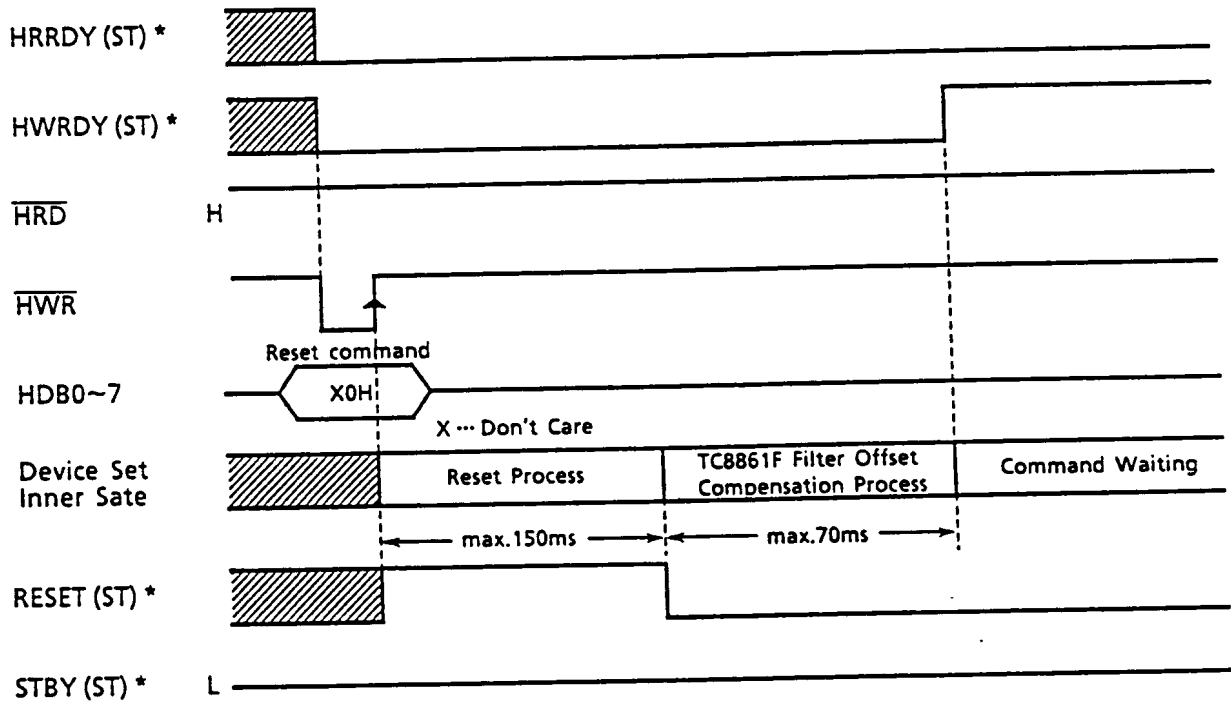 HRRDY (ST) *
HWRDY (ST) *
HRD H
HWR
Reset command
HDB0~7 X0H
X ··· Don't Care
Device Set
Inner Sate
Reset Process
TC8861F Filter Offset
Compensation Process
Command Waiting
max.150ms
max.70ms
RESET (ST) *
STBY (ST) * L